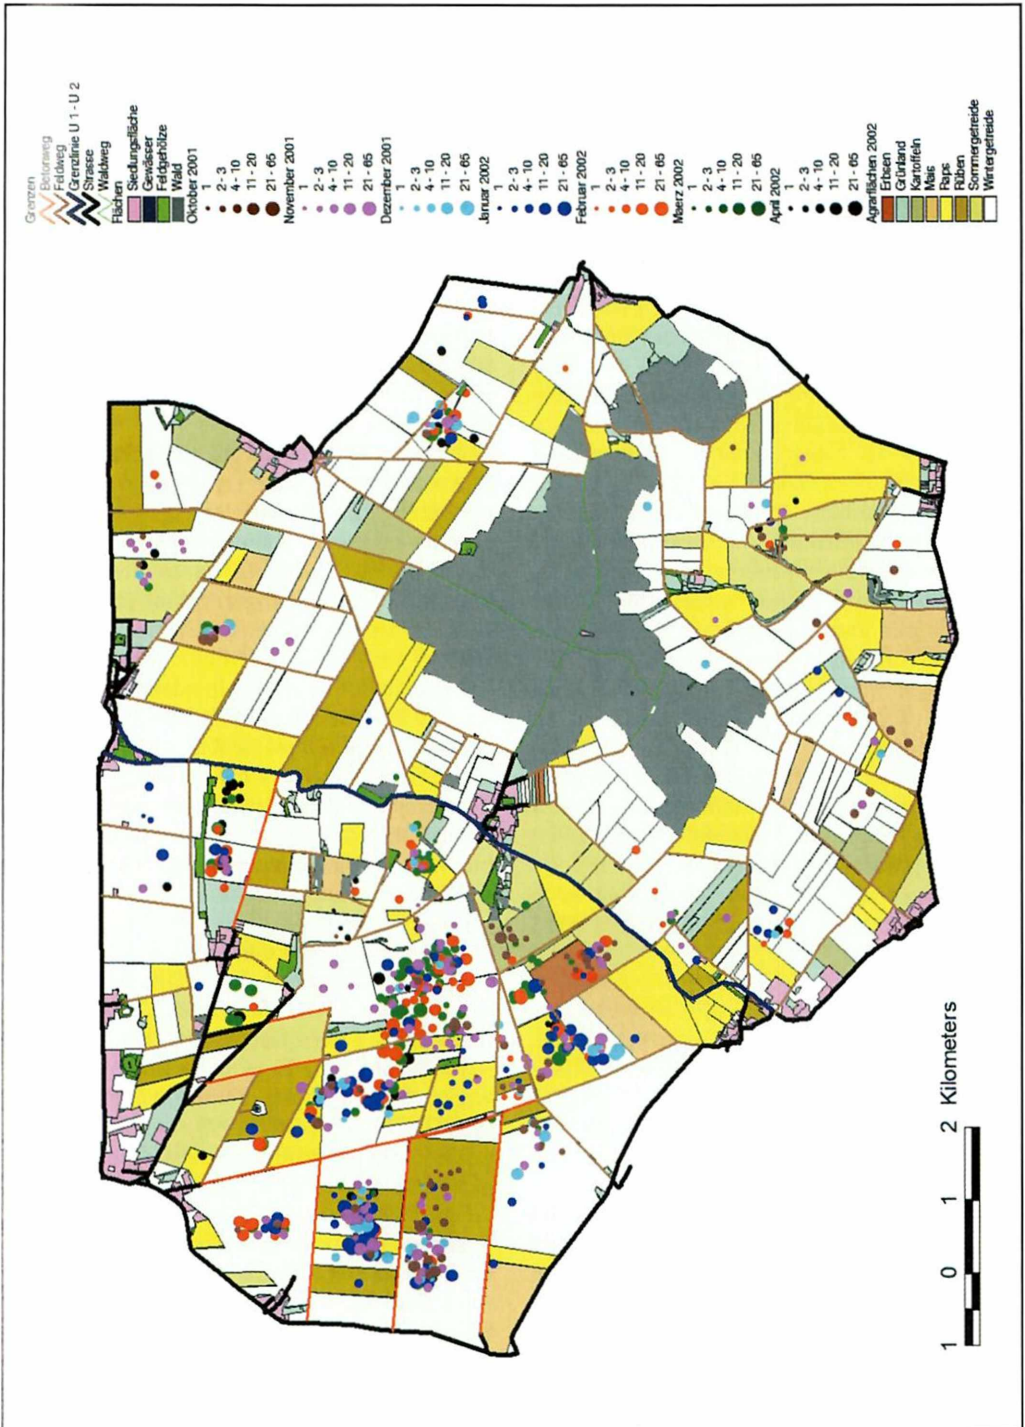 Grenzen
Betonweg
Feldweg
Grenzlinie U 1 - U 2
Strasse
Waldweg
Flächen
Siedlungsfläche
Gewässer
Feldgehölze
Wald
Oktober 2001
1
2 - 3
4 - 10
11 - 20
21 - 65
November 2001
1
2 - 3
4 - 10
11 - 20
21 - 65
Dezember 2001
1
2 - 3
4 - 10
11 - 20
21 - 65
Januar 2002
1
2 - 3
4 - 10
11 - 20
21 - 65
Februar 2002
1
2 - 3
4 - 10
11 - 20
21 - 65
Maerz 2002
1
2 - 3
4 - 10
11 - 20
21 - 65
April 2002
1
2 - 3
4 - 10
11 - 20
21 - 65
Agrarflächen 2002
Erbsen
Grünland
Kartoffeln
Mais
Raps
Rüben
Sommergetreide
Wintergetreide
1 0 1 2 Kilometers